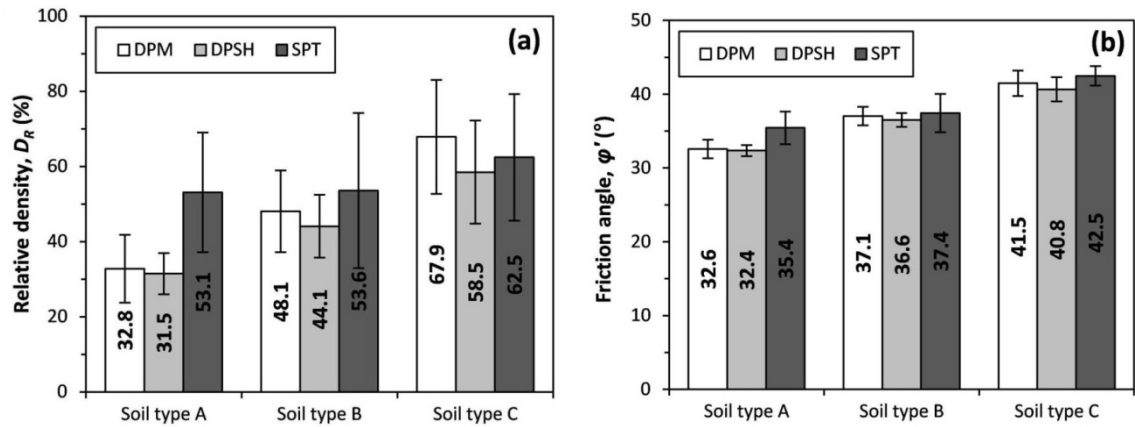 (a)
DPM DPSH SPT
Relative density, D_R (%)
100
80
60
40
20
0
32.8 31.5 53.1 48.1 44.1 53.6 67.9 58.5 62.5
Soil type A Soil type B Soil type C
(b)
DPM DPSH SPT
Friction angle, φ' (°)
50
40
30
20
10
0
32.6 32.4 35.4 37.1 36.6 37.4 41.5 40.8 42.5
Soil type A Soil type B Soil type C